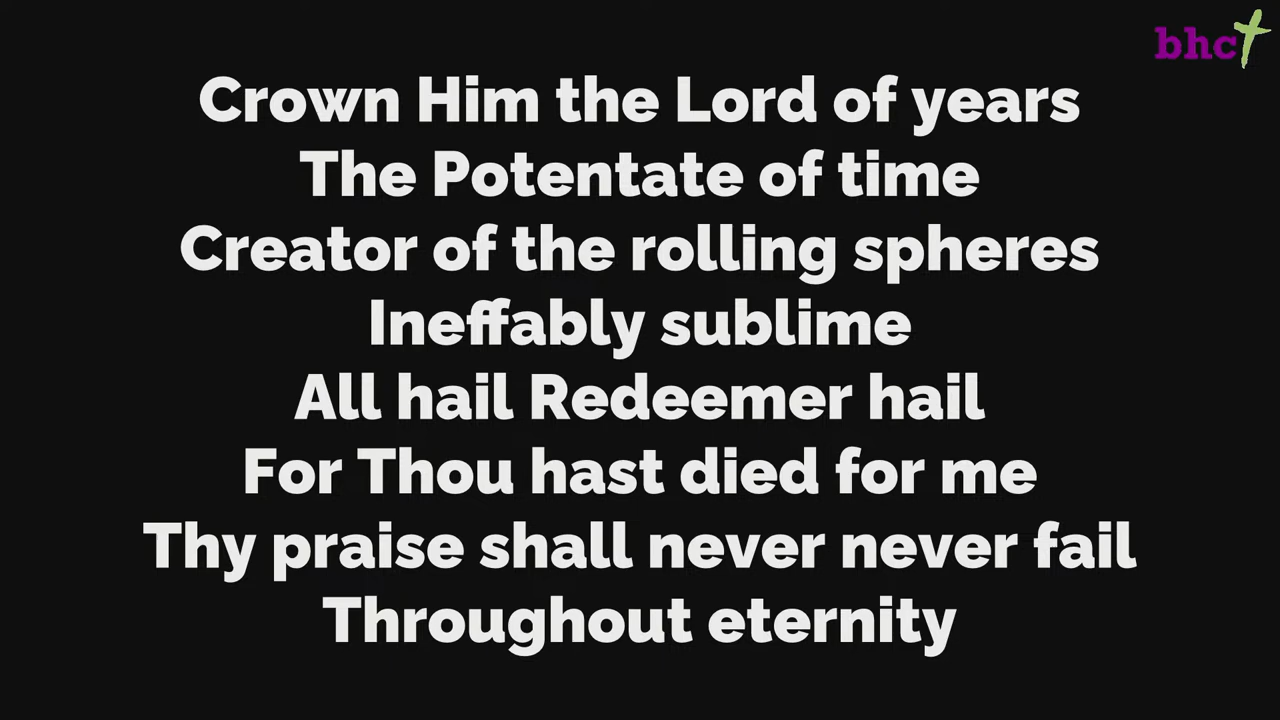 bhc
Crown Him the Lord of years
The Potentate of time
Creator of the rolling spheres
Ineffably sublime
All hail Redeemer hail
For Thou hast died for me
Thy praise shall never never fail
Throughout eternity